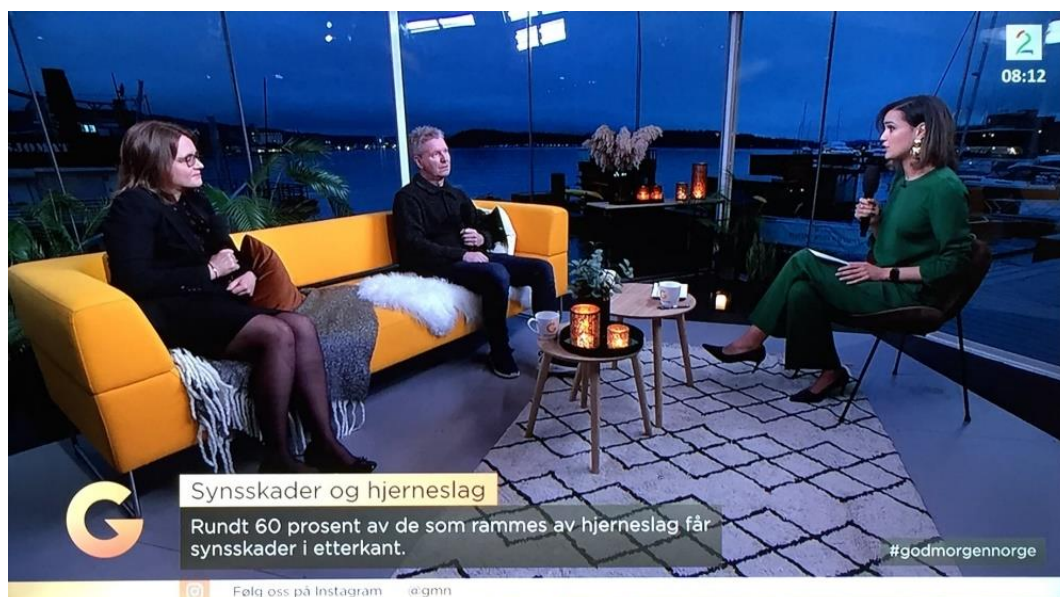 2
08:12
Synsskader og hjerneslag
Rundt 60 prosent av de som rammes av hjerneslag får
synsskader i etterkant.
G
#godmorgennorge
Følg oss på Instagram @gmn